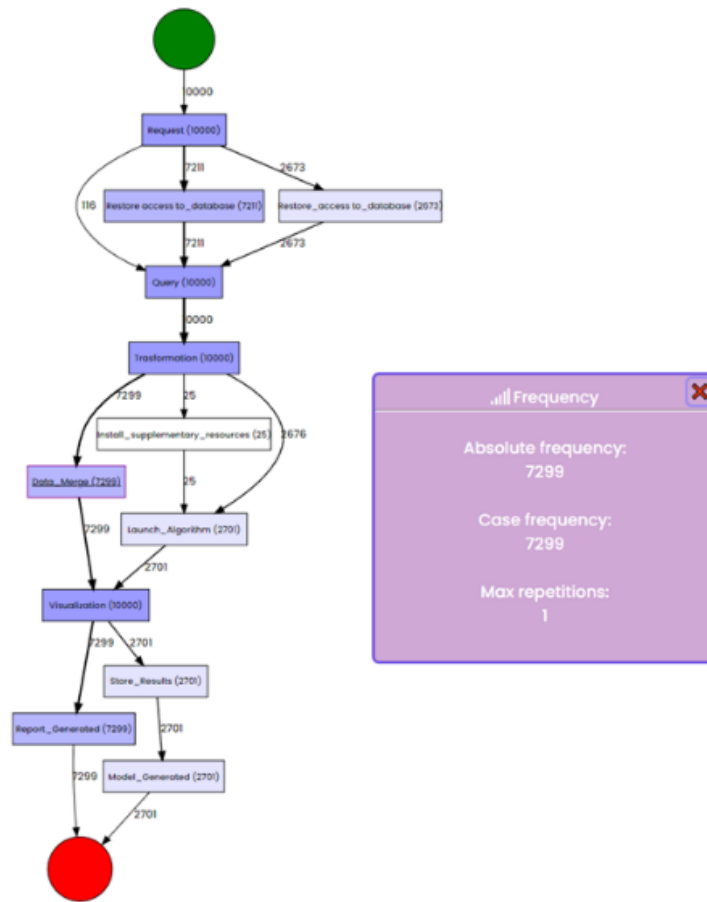 10000
Request (10000)
116
7211
2673
Restore access to_database (7211)
Restore_access to_database (2673)
7211
2673
Query (10000)
0000
Trasformation (10000)
7299
25
2676
Install_supplementary_resources (25)
Data_Merge (7299)
25
Launch_Algorithm (2701)
7299
2701
Visualization (10000)
7299
2701
Store_Results (2701)
Report_Generated (7299)
2701
Model_Generated (2701)
7299
2701
Frequency
Absolute frequency:
7299
Case frequency:
7299
Max repetitions:
1